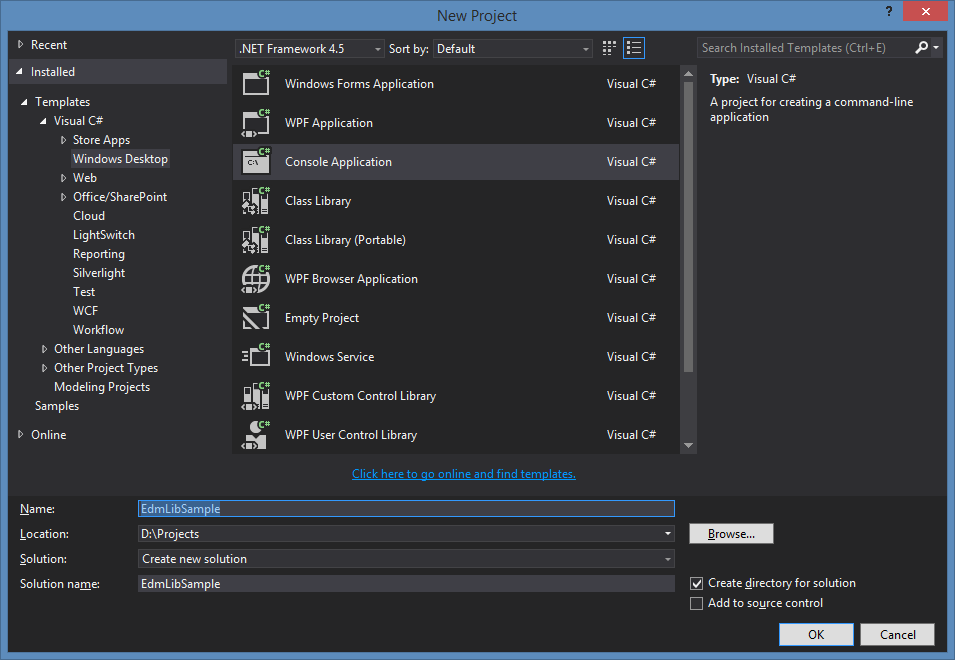 New Project
?
Recent
Installed
Templates
Visual C#
Store Apps
Windows Desktop
Web
Office/SharePoint
Cloud
LightSwitch
Reporting
Silverlight
Test
WCF
Workflow
Other Languages
Other Project Types
Modeling Projects
Samples
Online
.NET Framework 4.5 Sort by: Default
C# Windows Forms Application Visual C#
C# WPF Application Visual C#
C# C:\ Console Application Visual C#
C# Class Library Visual C#
C# Class Library (Portable) Visual C#
C# WPF Browser Application Visual C#
C# Empty Project Visual C#
C# Windows Service Visual C#
C# WPF Custom Control Library Visual C#
C# WPF User Control Library Visual C#
Click here to go online and find templates.
Search Installed Templates (Ctrl+E)
Type: Visual C#
A project for creating a command-line
application
Name: EdmLibSample
Location: D:\Projects Browse...
Solution: Create new solution
Solution name: EdmLibSample
Create directory for solution
Add to source control
OK Cancel